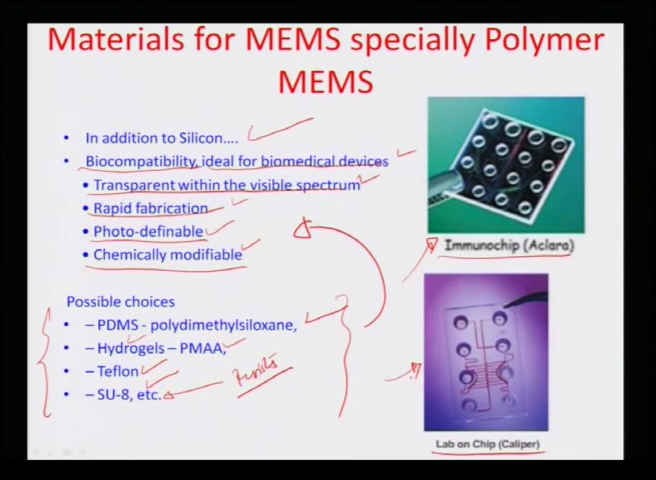 Materials for MEMS specially Polymer
MEMS
• In addition to Silicon....
• Biocompatibility, ideal for biomedical devices
• Transparent within the visible spectrum
• Rapid fabrication
• Photo-definable
• Chemically modifiable
Possible choices
• – PDMS - polydimethylsiloxane,
• – Hydrogels – PMAA,
• – Teflon
• – SU-8, etc.
Immunochip (Aclara)
Lab on Chip (Caliper)